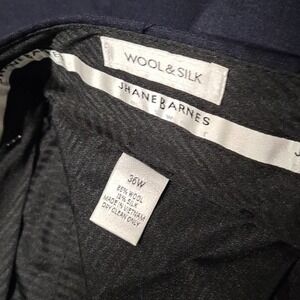 WOOL & SILK
JHANE BARNES
J
36W
85% WOOL
15% SILK
MADE IN VIETNAM
DRY CLEAN ONLY